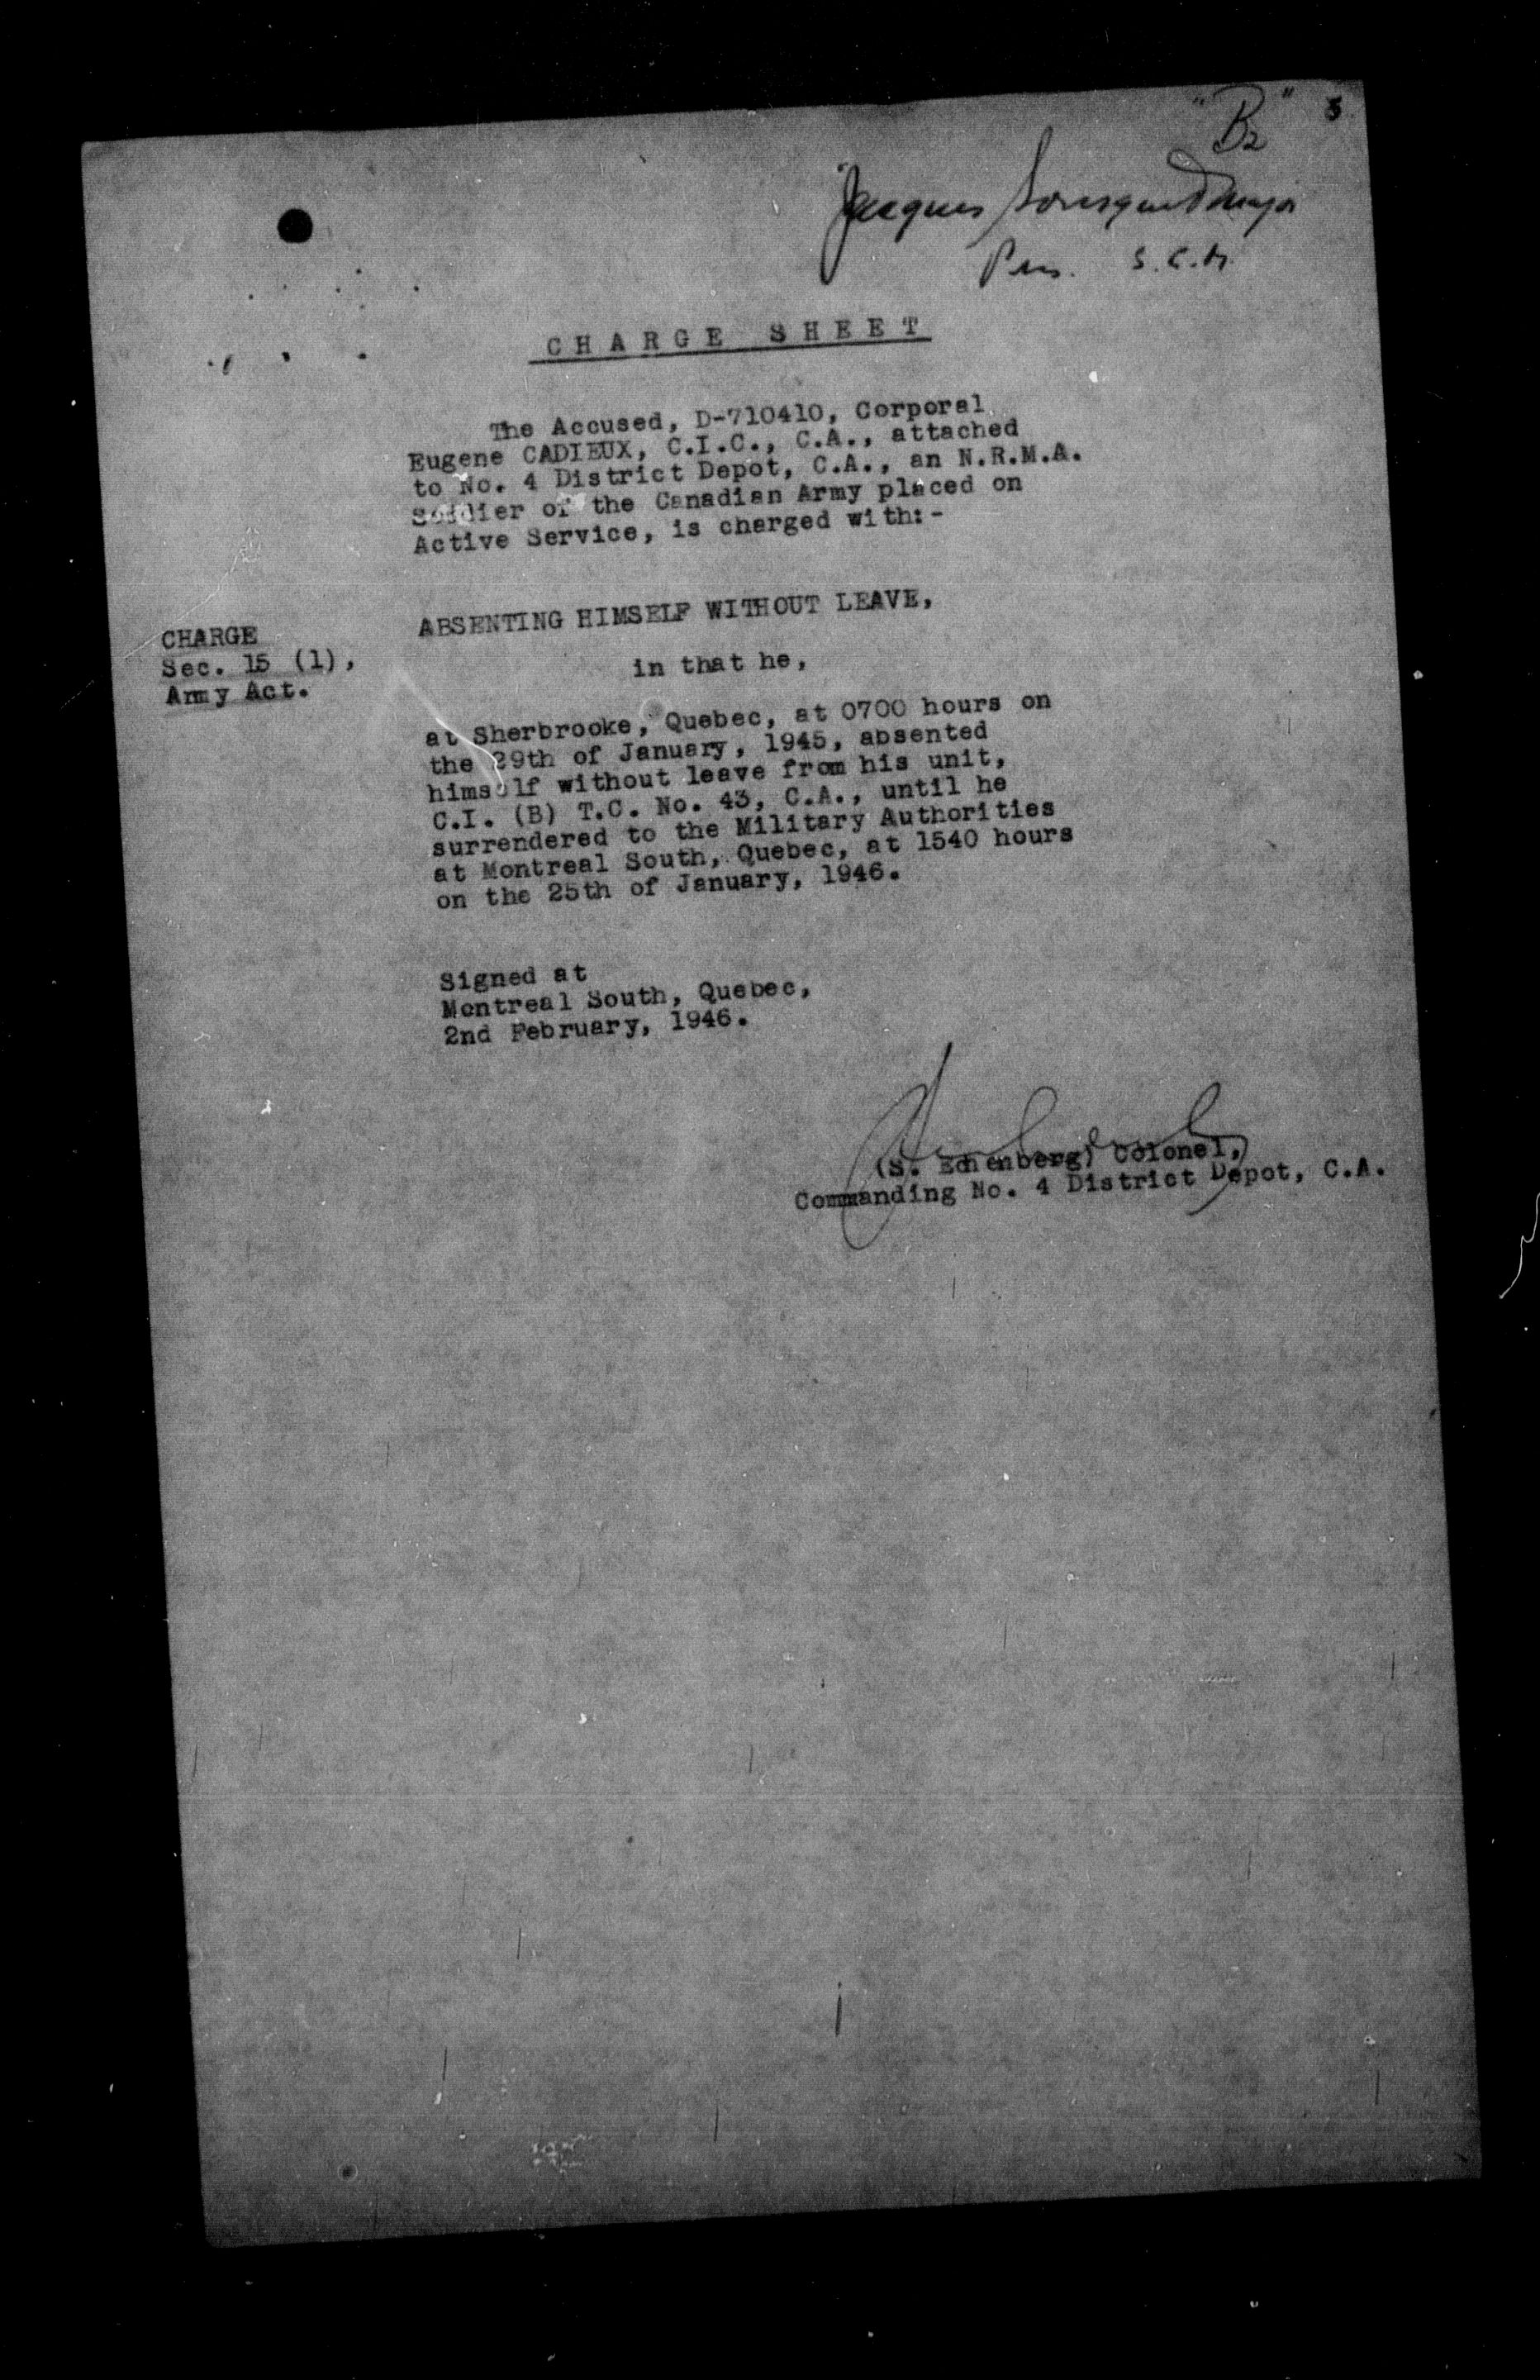 "B2" 3
Jacques
Pres. S.C.M.
CHARGE SHEET
The Accused, D-710410, Corporal
Eugene CADIEUX, C.I.C., C.A., attached
to No. 4 District Depot, C.A., an N.R.M.A.
Soldier of the Canadian Army placed on
Active Service, is charged with:-
CHARGE
Sec. 15 (1),
Army Act.
ABSENTING HIMSELF WITHOUT LEAVE,
in that he,
at Sherbrooke, Quebec, at 0700 hours on
the 29th of January, 1945, absented
himself without leave from his unit,
C.I. (B) T.C. No. 43, C.A., until he
surrendered to the Military Authorities
at Montreal South, Quebec, at 1540 hours
on the 25th of January, 1946.
Signed at
Montreal South, Quebec,
2nd February, 1946.
(S. Echenberg) Colonel,
Commanding No. 4 District Depot, C.A.